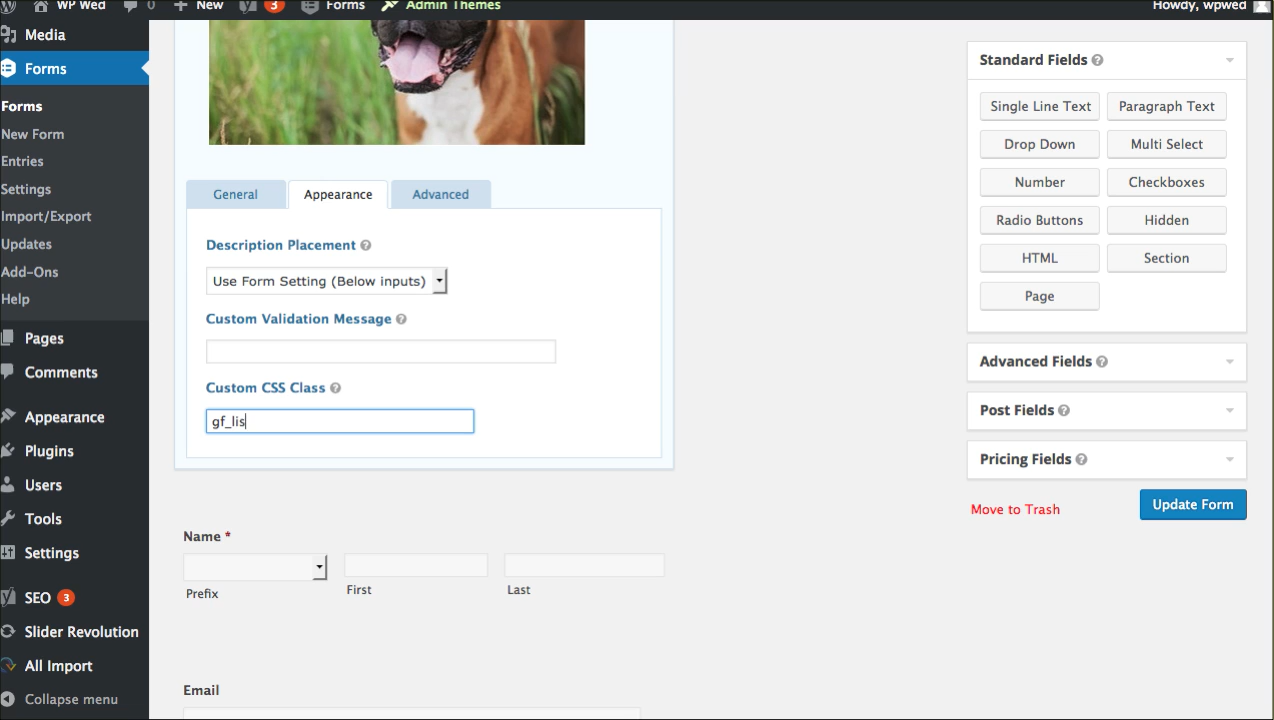 WP Wed 0 New 3 Forms Admin Themes Howdy, wpwed
Media
Forms
Forms
New Form
Entries
Settings
Import/Export
Updates
Add-Ons
Help
Pages
Comments
Appearance
Plugins
Users
Tools
Settings
SEO 3
Slider Revolution
All Import
Collapse menu
General Appearance Advanced
Description Placement ?
Use Form Setting (Below inputs)
Custom Validation Message ?
Custom CSS Class ?
gf_lis
Name *
Prefix First Last
Email
Standard Fields ?
Single Line Text Paragraph Text
Drop Down Multi Select
Number Checkboxes
Radio Buttons Hidden
HTML Section
Page
Advanced Fields ?
Post Fields ?
Pricing Fields ?
Move to Trash Update Form